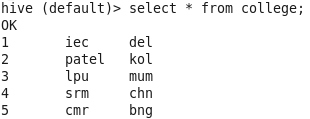 hive (default)> select * from college;
OK
1 iec del
2 patel kol
3 lpu mum
4 srm chn
5 cmr bng